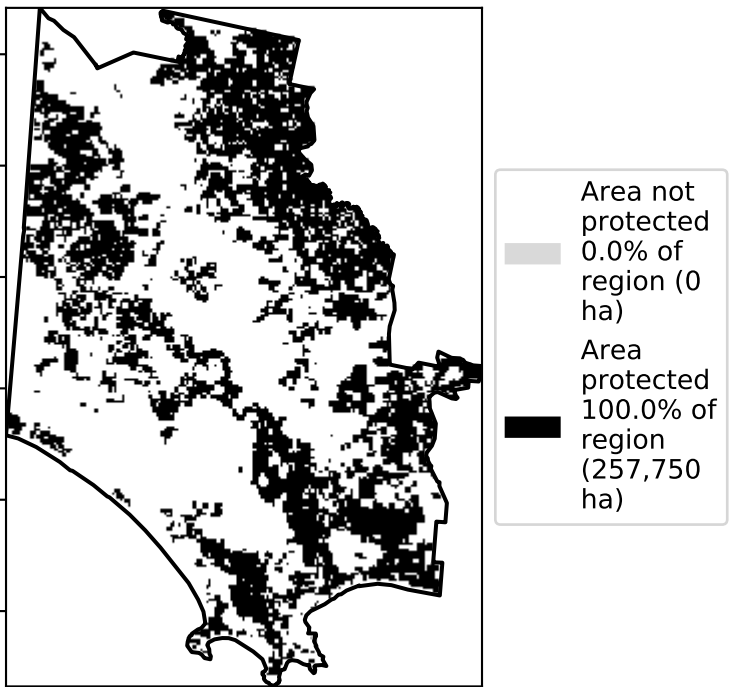 Area not
protected
0.0% of
region (0
ha)
Area
protected
100.0% of
region
(257,750
ha)